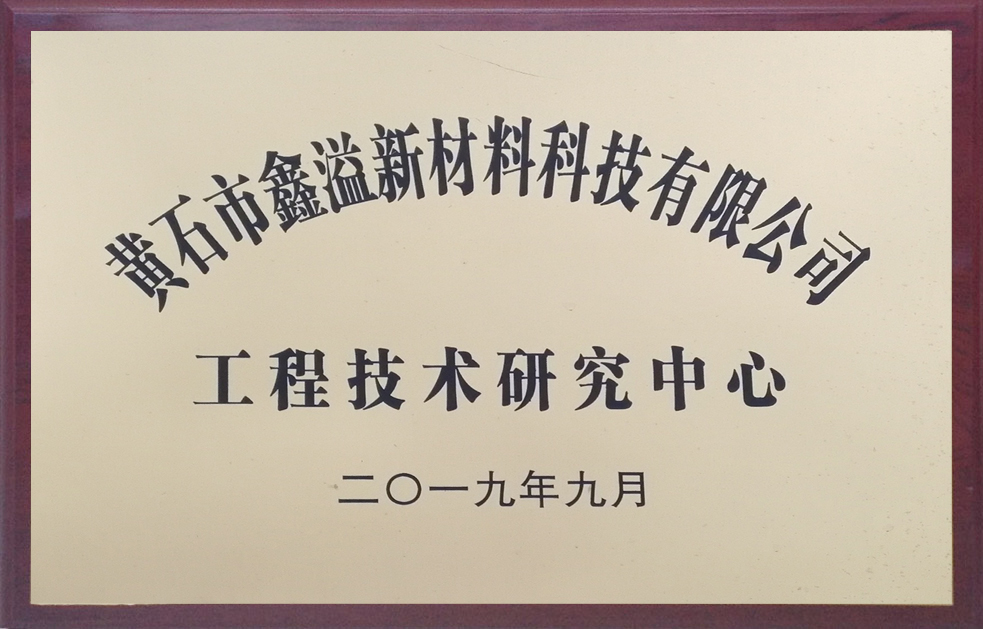 黄石市鑫溢新材料科技有限公司
工程技术研究中心
二〇一九年九月